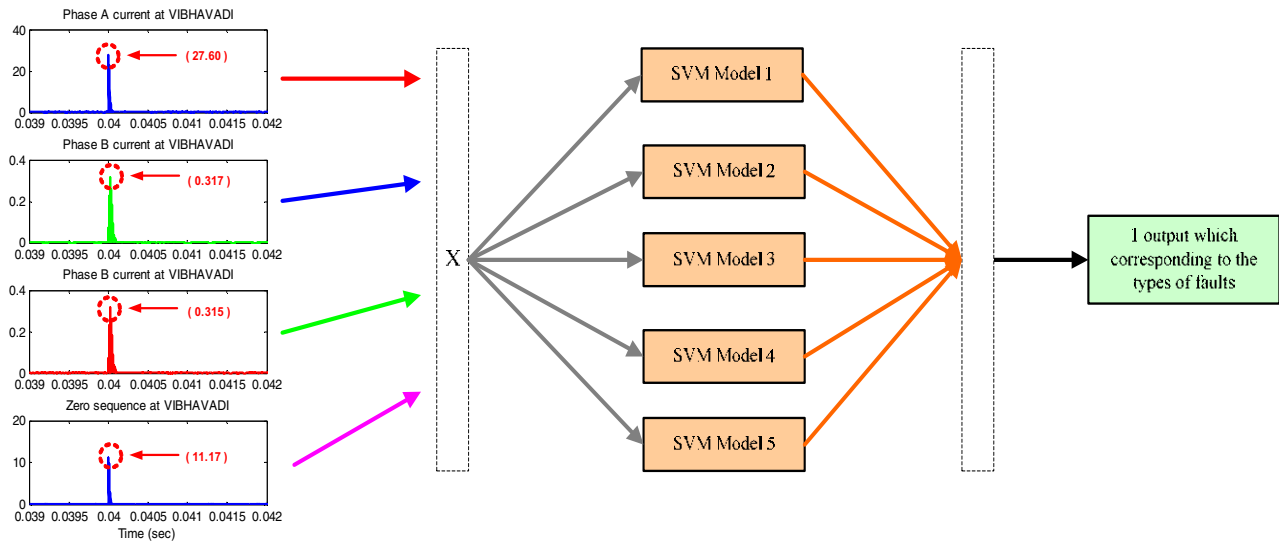 Phase A current at VIBHAVADI
40
20
0
( 27.60 )
0.039 0.0395 0.04 0.0405 0.041 0.0415 0.042
Phase B current at VIBHAVADI
0.4
0.2
0
( 0.317 )
0.039 0.0395 0.04 0.0405 0.041 0.0415 0.042
Phase B current at VIBHAVADI
0.4
0.2
0
( 0.315 )
0.039 0.0395 0.04 0.0405 0.041 0.0415 0.042
Zero sequence at VIBHAVADI
20
10
0
( 11.17 )
0.039 0.0395 0.04 0.0405 0.041 0.0415 0.042
Time (sec)
X
SVM Model 1
SVM Model 2
SVM Model 3
SVM Model 4
SVM Model 5
1 output which
corresponding to the
types of faults